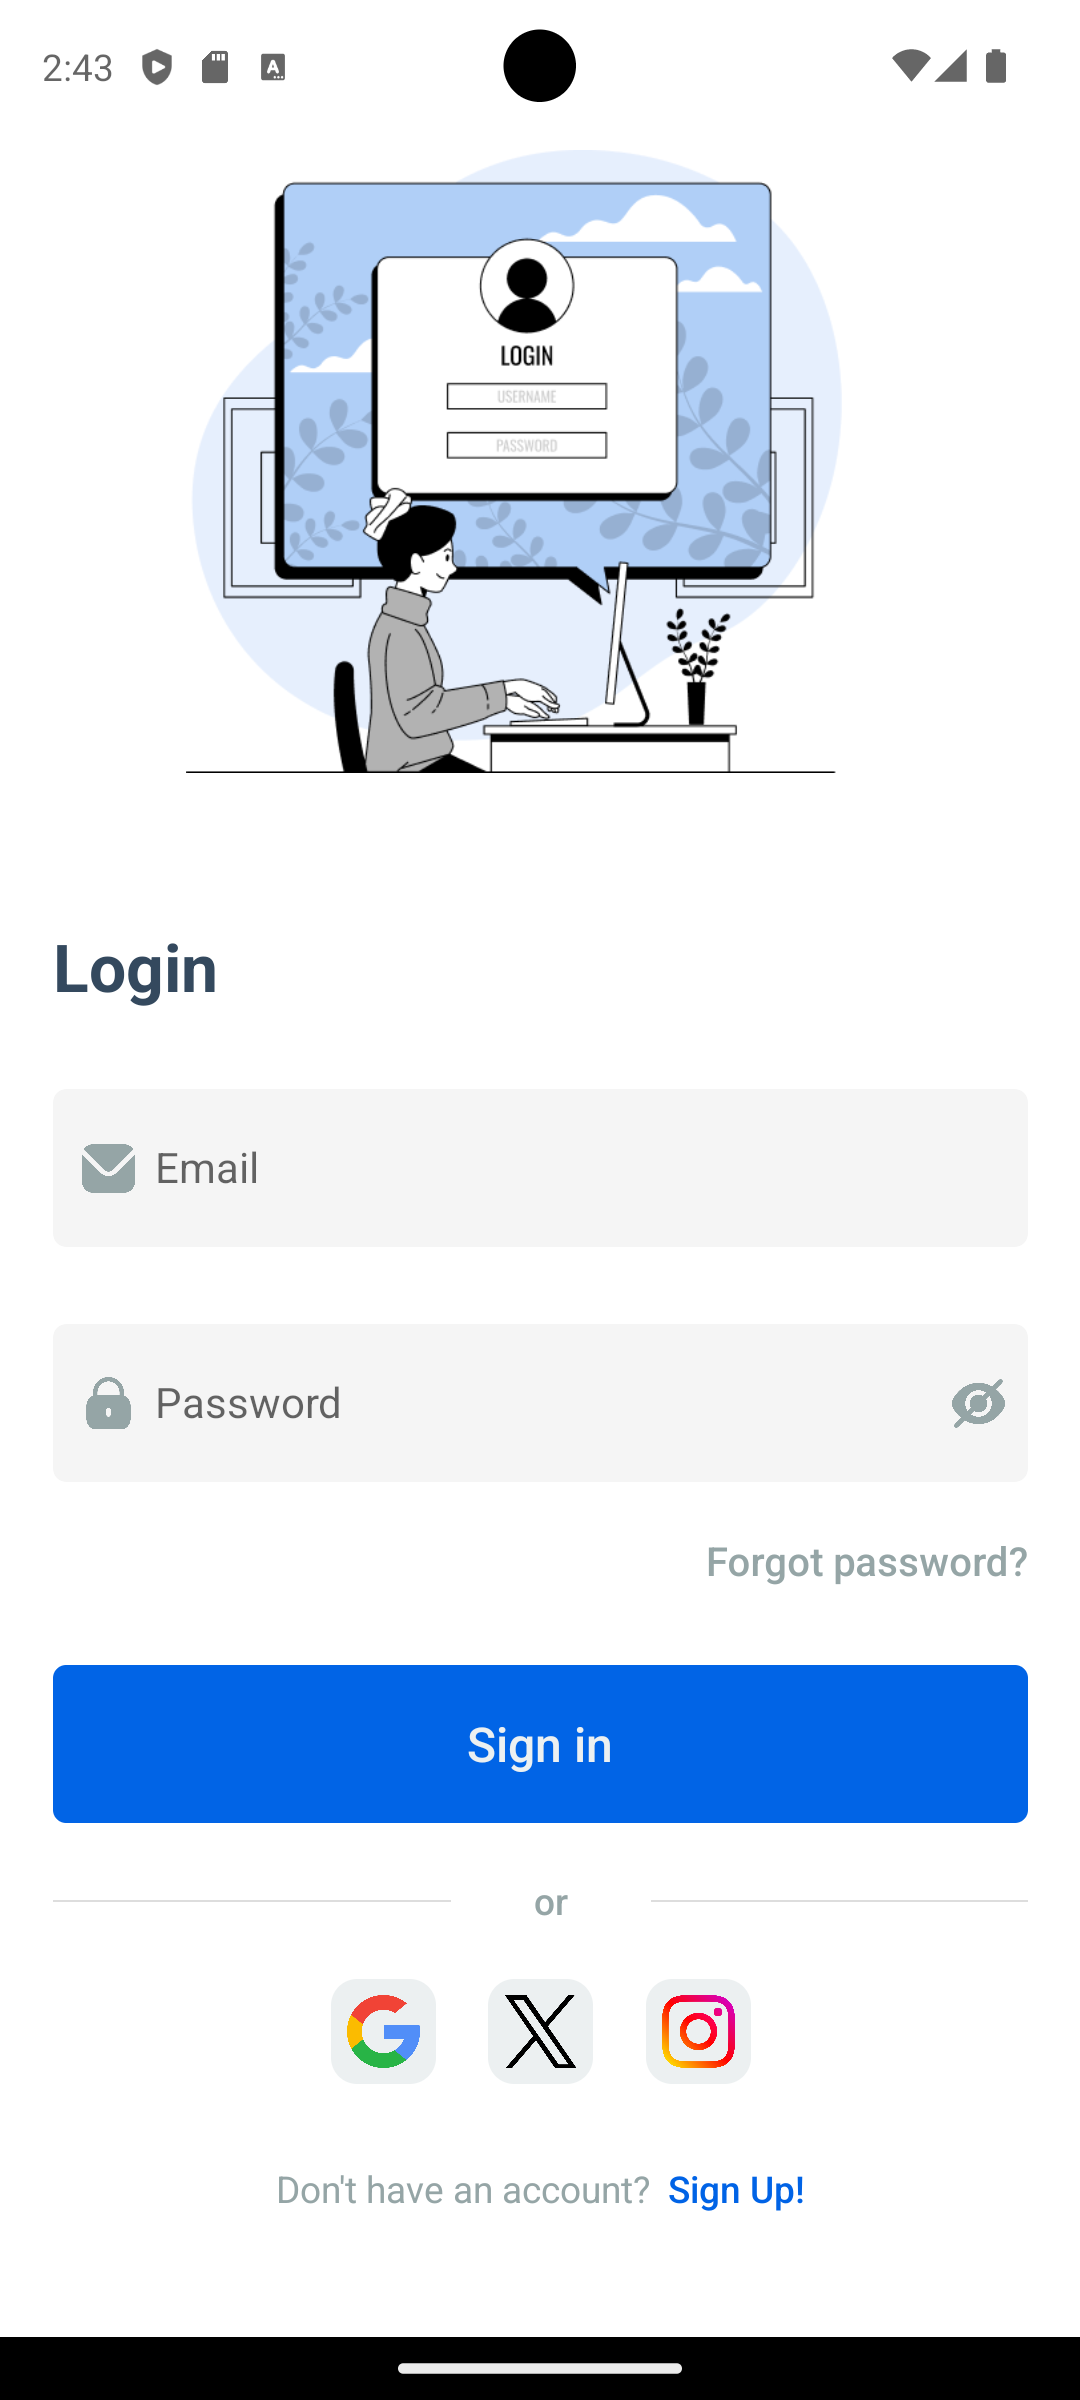 2:43
LOGIN
USERNAME
PASSWORD
Login
Email
Password
Forgot password?
Sign in
or
Don't have an account? Sign Up!